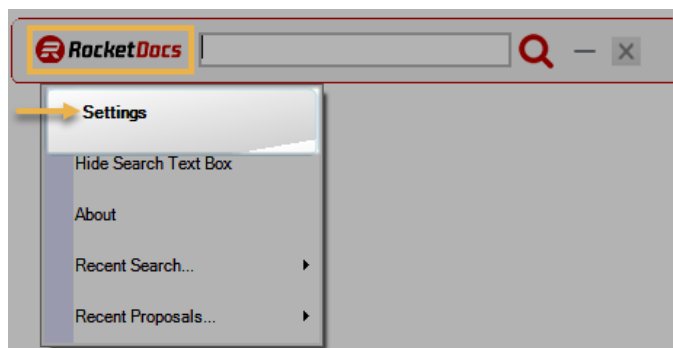 RocketDocs
Settings
Hide Search Text Box
About
Recent Search...
Recent Proposals...